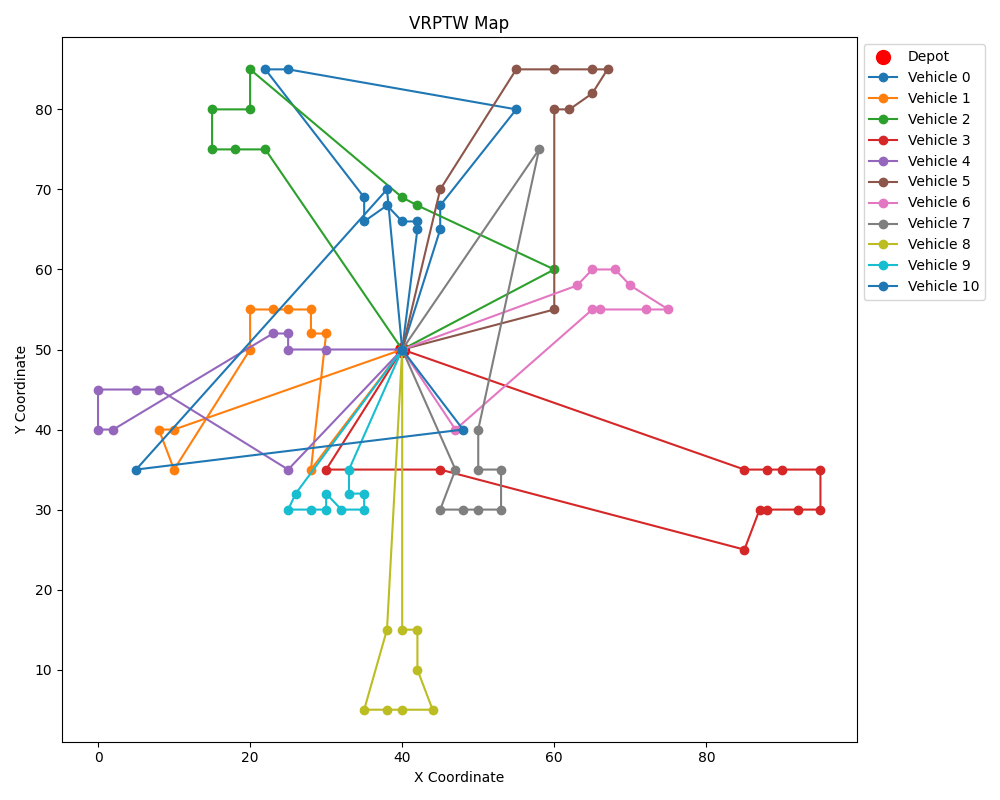 VRPTW Map
Y Coordinate
80
70
60
50
40
30
20
10
0
20
40
60
80
X Coordinate
Depot
Vehicle 0
Vehicle 1
Vehicle 2
Vehicle 3
Vehicle 4
Vehicle 5
Vehicle 6
Vehicle 7
Vehicle 8
Vehicle 9
Vehicle 10